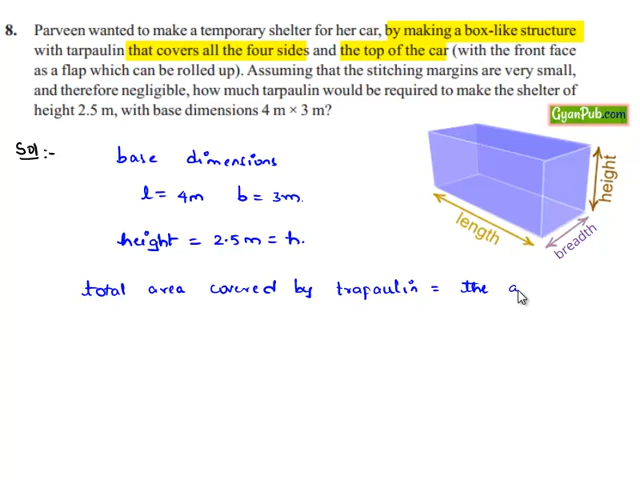 8. Parveen wanted to make a temporary shelter for her car, by making a box-like structure
with tarpaulin that covers all the four sides and the top of the car (with the front face
as a flap which can be rolled up). Assuming that the stitching margins are very small,
and therefore negligible, how much tarpaulin would be required to make the shelter of
height 2.5 m, with base dimensions 4 m × 3 m?
GyanPub.com
Sol :-
base dimensions
l = 4m b = 3m.
height = 2.5m = h.
length
breadth
height
total area covered by trapaulin = the a